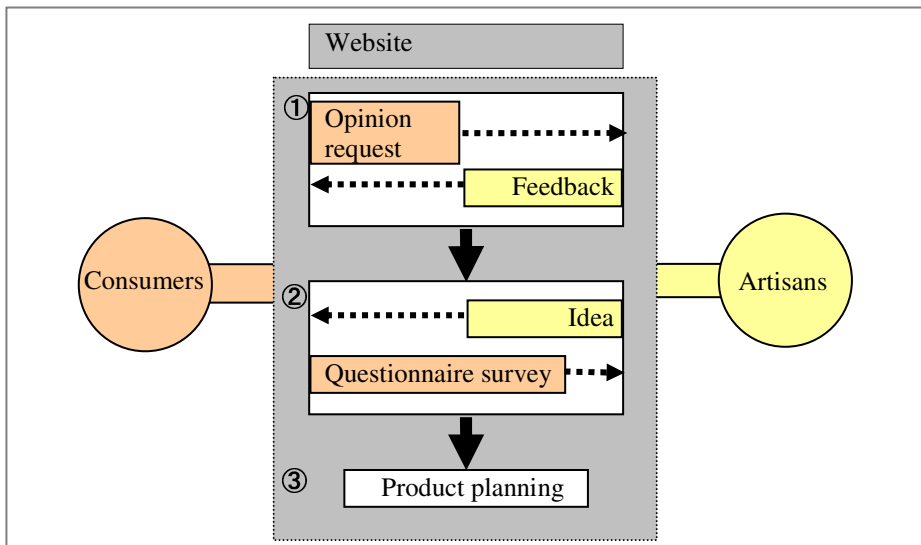 Website
①
Opinion
request
Feedback
Consumers
Artisans
②
Idea
Questionnaire survey
③
Product planning